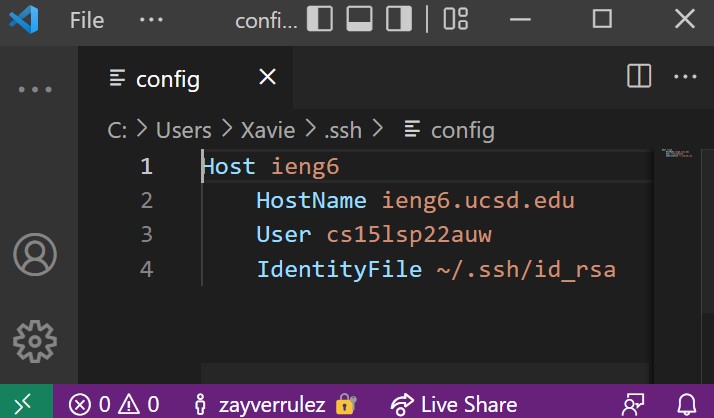 File ··· confi...
config
C: > Users > Xavie > .ssh > config
1 Host ieng6
2 HostName ieng6.ucsd.edu
3 User cs15lsp22auw
4 IdentityFile ~/.ssh/id_rsa
0 0 zayverrulez Live Share